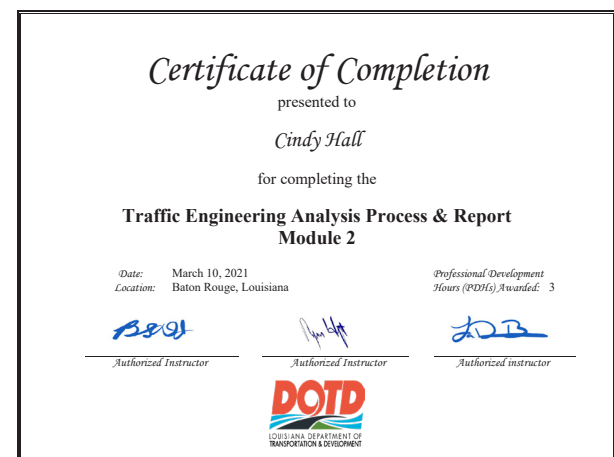 Certificate of Completion
presented to
Cindy Hall
for completing the
Traffic Engineering Analysis Process & Report
Module 2
Date: March 10, 2021
Location: Baton Rouge, Louisiana
Professional Development
Hours (PDHs) Awarded: 3
Authorized Instructor
Authorized Instructor
Authorized instructor
DOTD
LOUISIANA DEPARTMENT OF
TRANSPORTATION & DEVELOPMENT